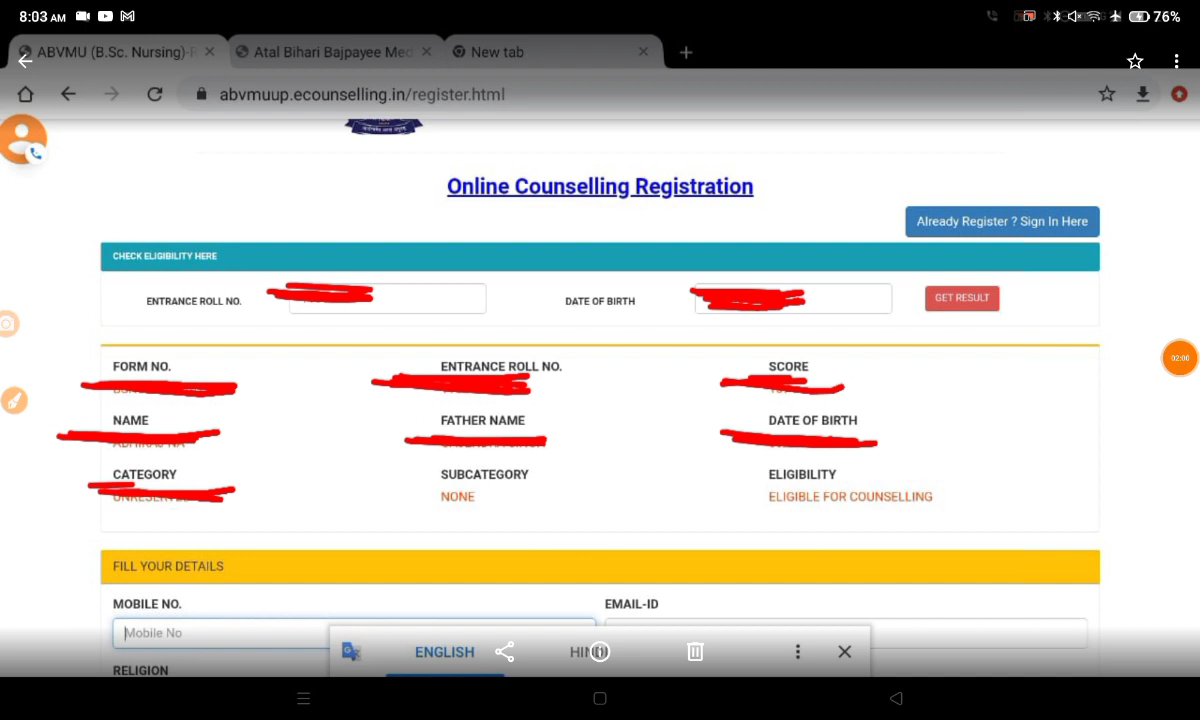 8:03 AM
76%
ABVMU (B.Sc. Nursing)-
Atal Bihari Bajpayee Med
New tab
abvmuup.ecounselling.in/register.html
Online Counselling Registration
Already Register ? Sign In Here
CHECK ELIGIBILITY HERE
ENTRANCE ROLL NO.
DATE OF BIRTH
GET RESULT
FORM NO.
ENTRANCE ROLL NO.
SCORE
NAME
FATHER NAME
DATE OF BIRTH
CATEGORY
SUBCATEGORY
ELIGIBILITY
NONE
ELIGIBLE FOR COUNSELLING
02:00
FILL YOUR DETAILS
MOBILE NO.
EMAIL-ID
Mobile No
ENGLISH
HINDI
RELIGION